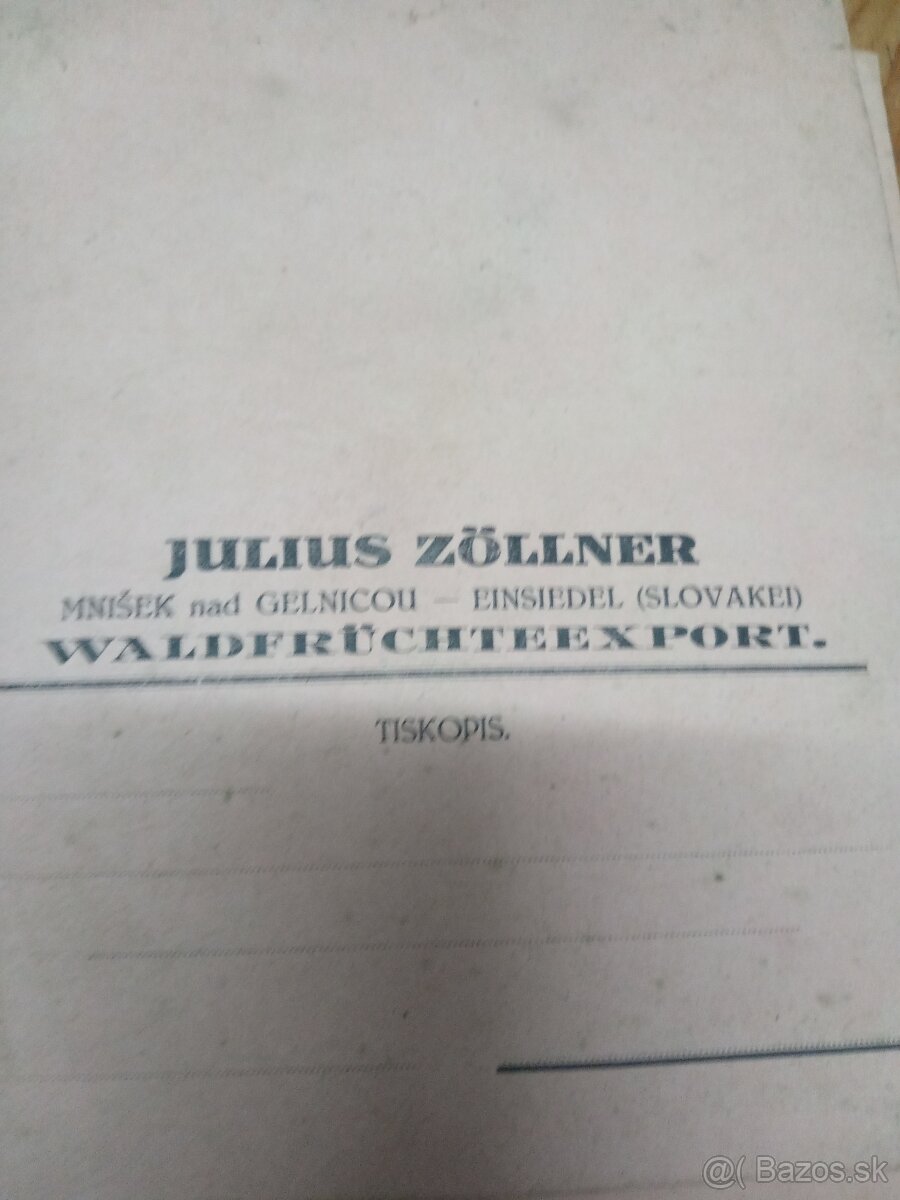 JULIUS ZÖLLNER
MNIŠEK nad GELNICOU – EINSIEDEL (SLOVAKEI)
WALDFRÜCHTEEXPORT.
TISKOPIS.
@( Bazos.sk